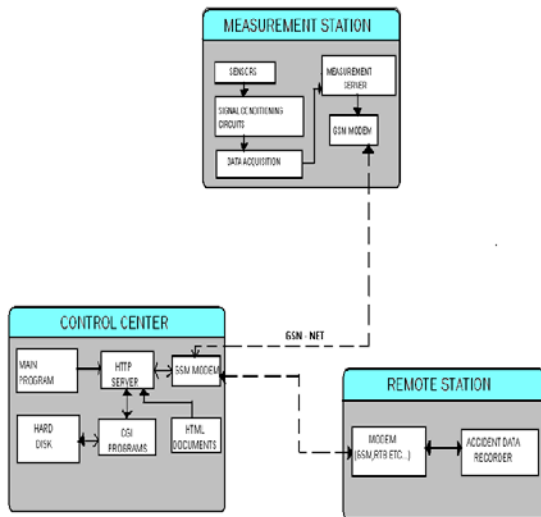 MEASUREMENT STATION
SENSORS
SIGNAL CONDITIONING
CIRCUITS
DATA ACQUISITION
MEASUREMENT
SERVER
GSM MODEM
GSN - NET
CONTROL CENTER
MAIN
PROGRAM
HTTP
SERVER
GSM MODEM
HARD
DISK
CGI
PROGRAMS
HTML
DOCUMENTS
REMOTE STATION
MODEM
(GSM,RTB ETC...)
ACCIDENT DATA
RECORDER